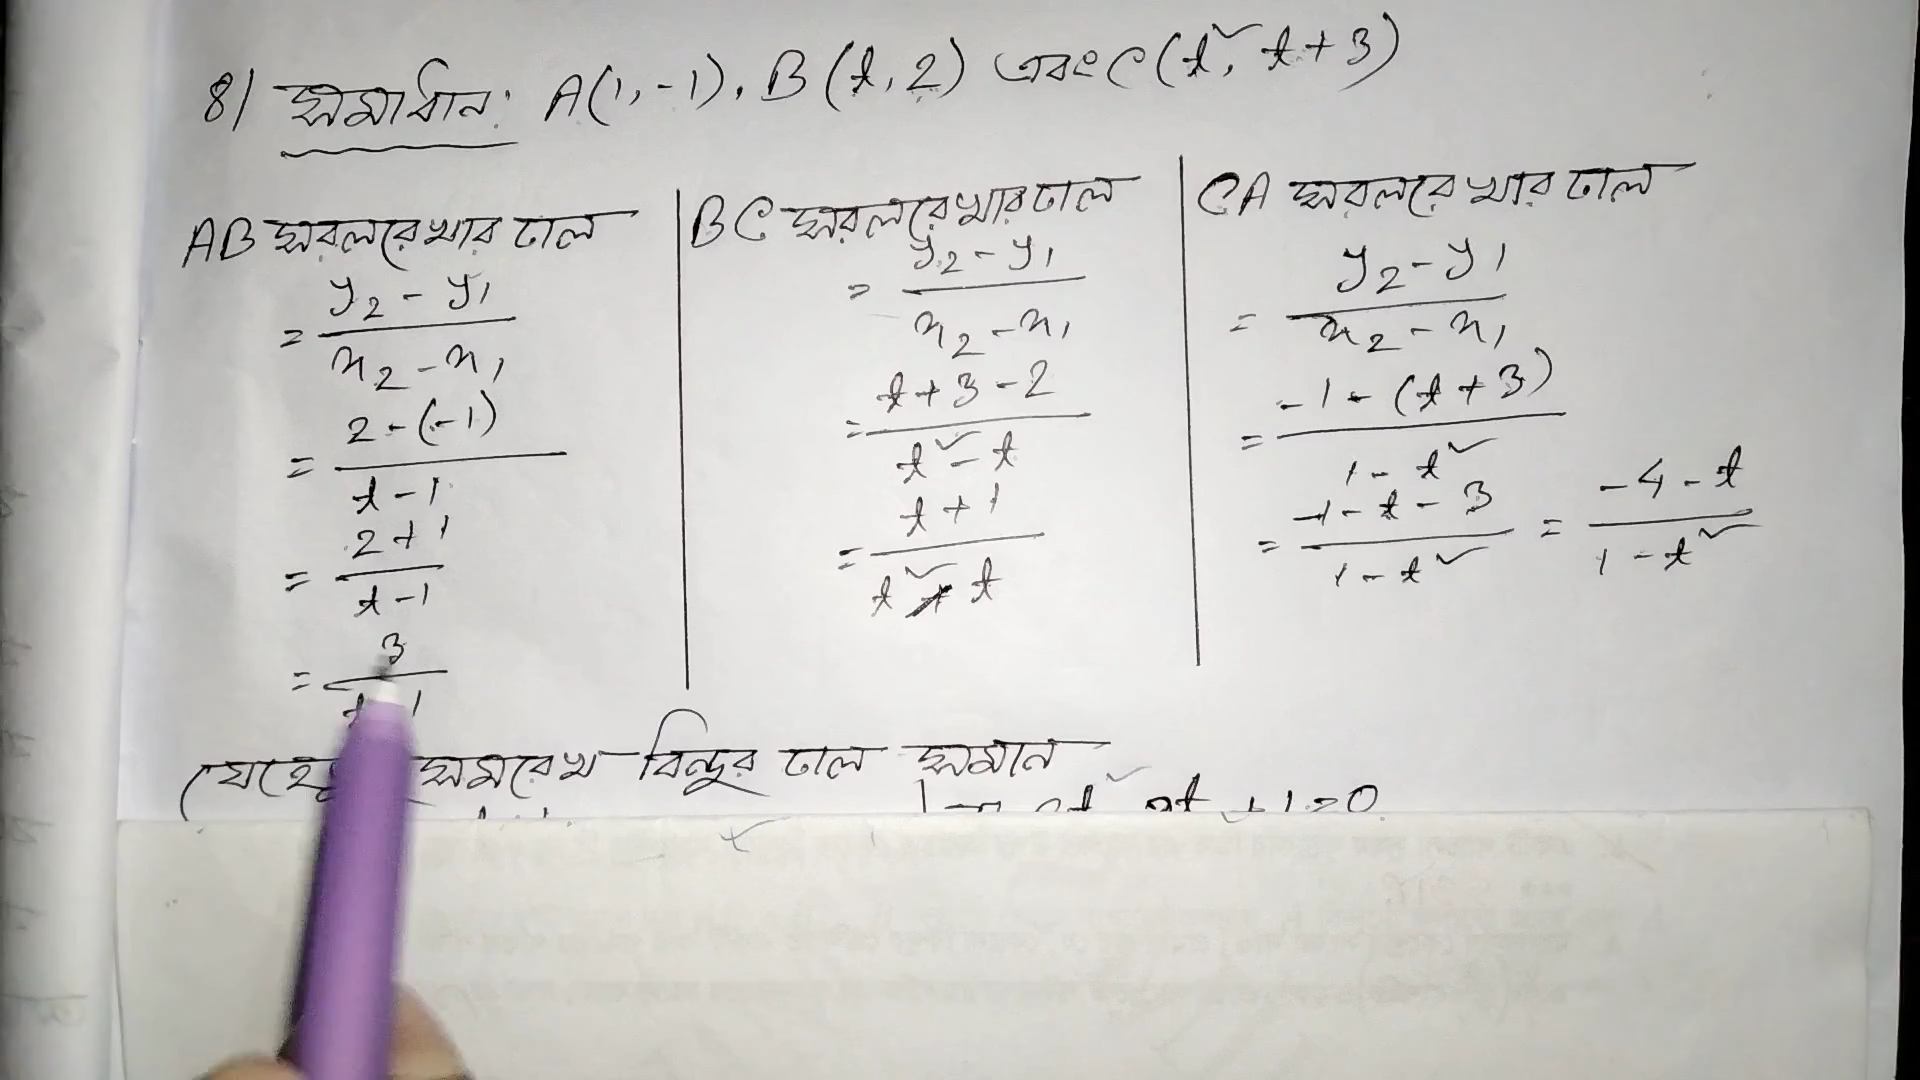 8| সমাধান: A(1,-1), B(t,2) এবং C(t², t+3)
AB সরলরেখার ঢাল
= (y₂-y₁)/(x₂-x₁)
= (2-(-1))/(t-1)
= (2+1)/(t-1)
= 3/(t-1)
BC সরলরেখার ঢাল
= (y₂-y₁)/(x₂-x₁)
= (t+3-2)/(t²-t)
= (t+1)/(t²-t)
CA সরলরেখার ঢাল
= (y₂-y₁)/(x₂-x₁)
= (-1-(t+3))/(1-t²)
= (-1-t-3)/(1-t²) = (-4-t)/(1-t²)
যেহেতু সমরেখ বিন্দুর ঢাল সমান